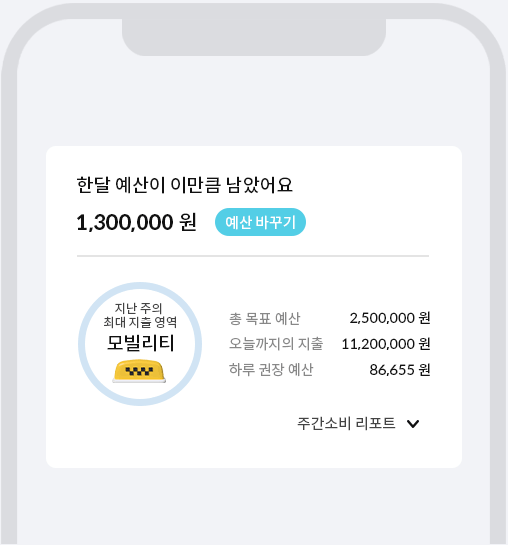 한달 예산이 이만큼 남았어요
1,300,000 원
예산 바꾸기
지난 주의
최대 지출 영역
모빌리티
총 목표 예산 2,500,000 원
오늘까지의 지출 11,200,000 원
하루 권장 예산 86,655 원
주간소비 리포트